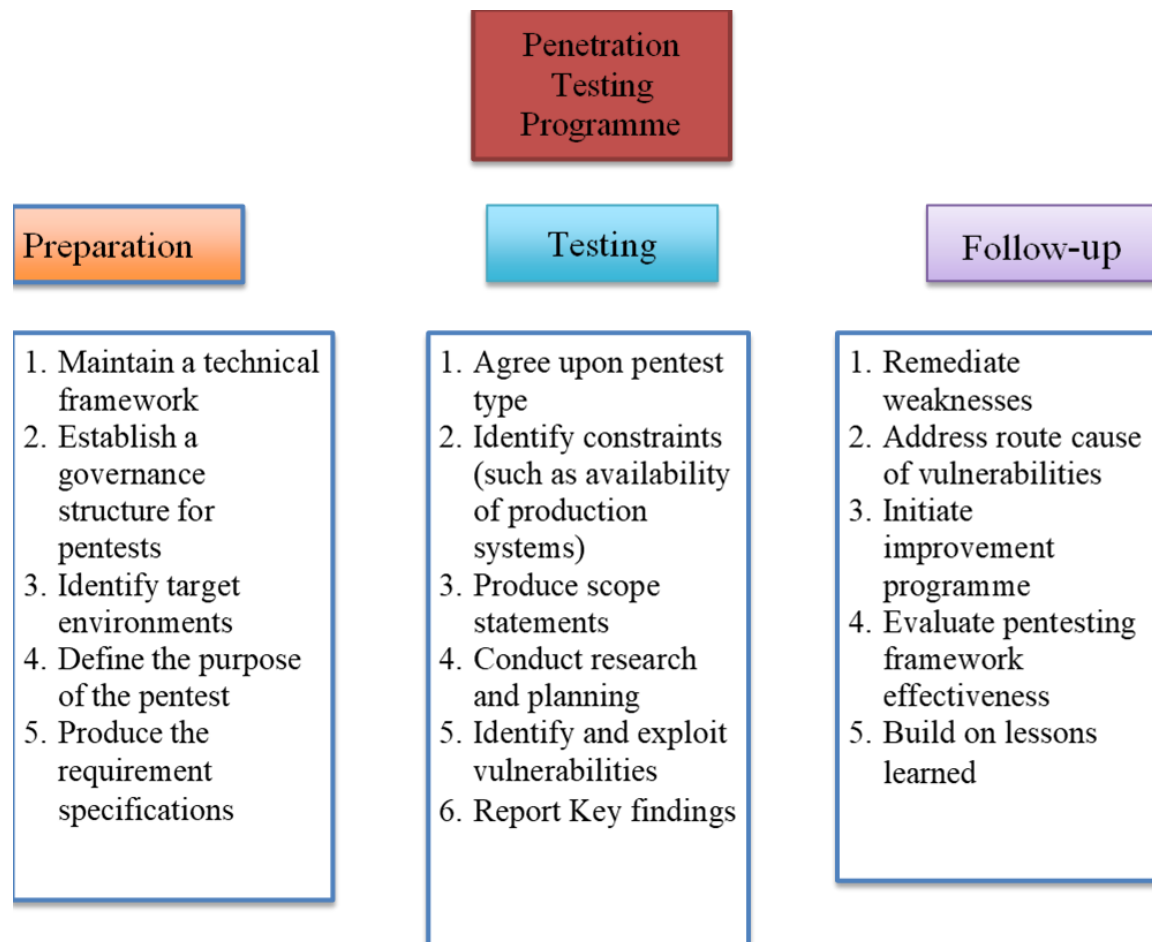 Penetration
Testing
Programme
Preparation
Testing
Follow-up
1. Maintain a technical
framework
2. Establish a
governance
structure for
pentests
3. Identify target
environments
4. Define the purpose
of the pentest
5. Produce the
requirement
specifications
1. Agree upon pentest
type
2. Identify constraints
(such as availability
of production
systems)
3. Produce scope
statements
4. Conduct research
and planning
5. Identify and exploit
vulnerabilities
6. Report Key findings
1. Remediate
weaknesses
2. Address route cause
of vulnerabilities
3. Initiate
improvement
programme
4. Evaluate pentesting
framework
effectiveness
5. Build on lessons
learned